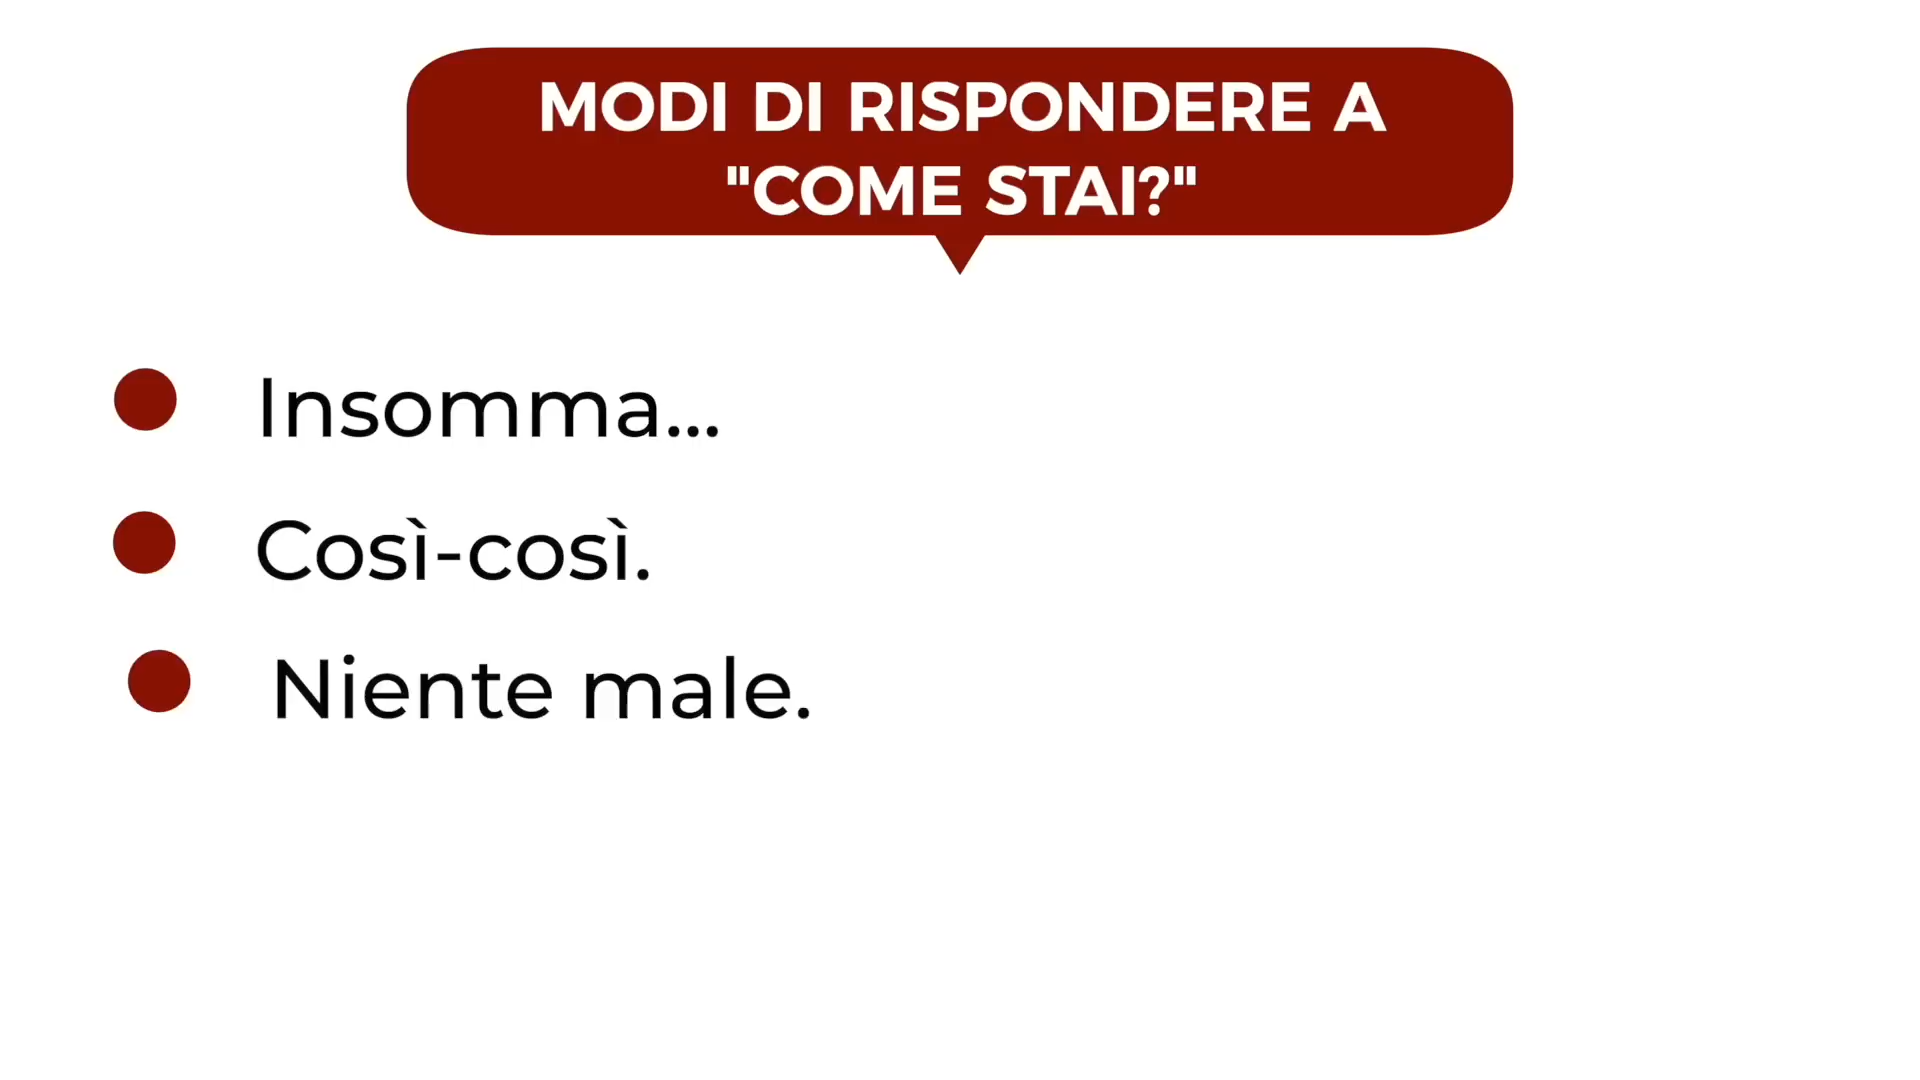 MODI DI RISPONDERE A
"COME STAI?"
Insomma...
Così-così.
Niente male.